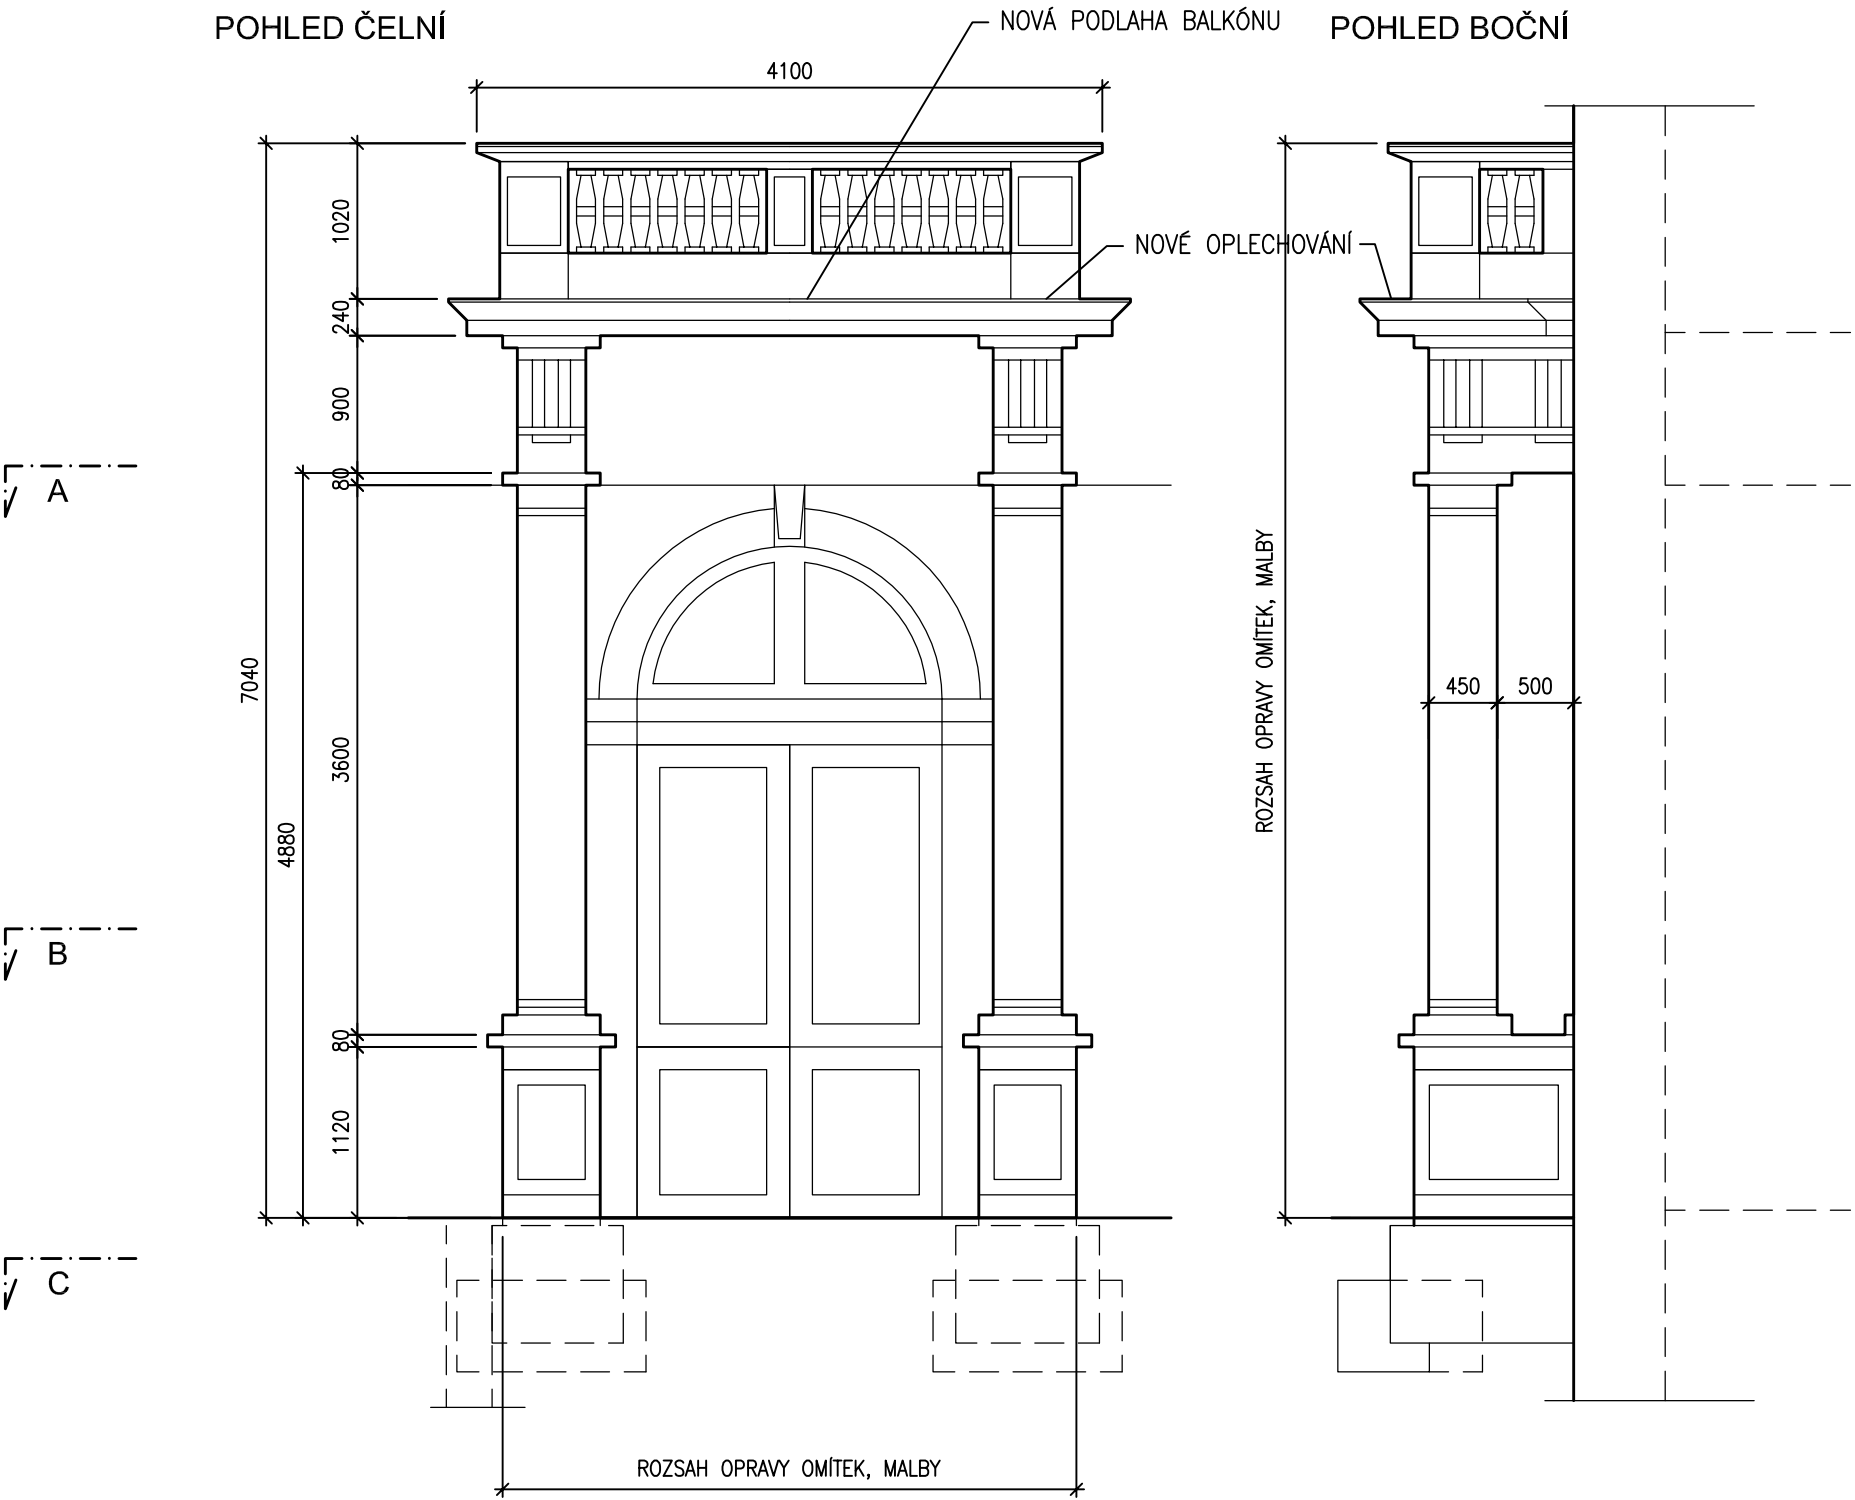 POHLED ČELNÍ
NOVÁ PODLAHA BALKÓNU
POHLED BOČNÍ
4100
1020
NOVÉ OPLECHOVÁNÍ
240
900
80
A
ROZSAH OPRAVY OMÍTEK, MALBY
7040
450
500
3600
4880
B
80
1120
C
ROZSAH OPRAVY OMÍTEK, MALBY